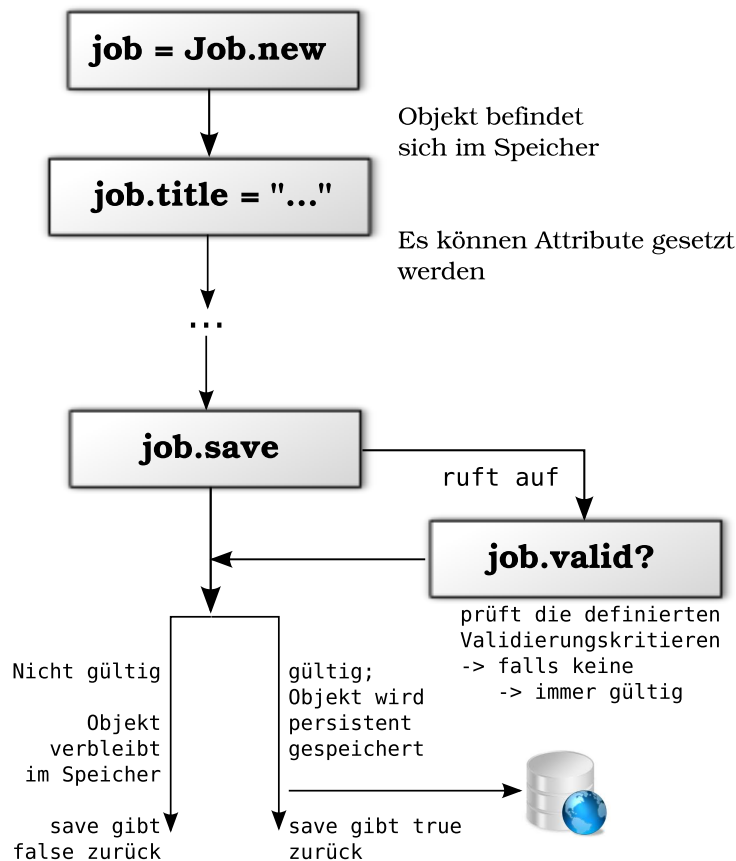 job = Job.new
Objekt befindet
sich im Speicher
job.title = "..."
Es können Attribute gesetzt
werden
...
job.save
ruft auf
job.valid?
prüft die definierten
Validierungskritieren
-> falls keine
-> immer gültig
Nicht gültig
Objekt
verbleibt
im Speicher
save gibt
false zurück
gültig;
Objekt wird
persistent
gespeichert
save gibt true
zurück